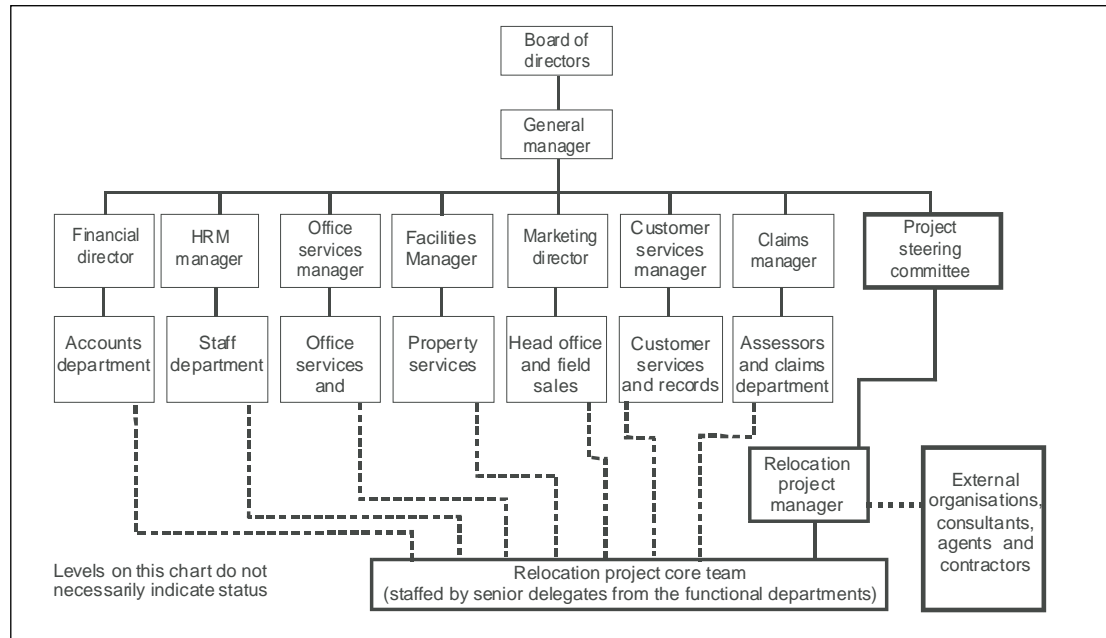 Board of
directors
General
manager
Financial
director
HRM
manager
Office
services
manager
Facilities
Manager
Marketing
director
Customer
services
manager
Claims
manager
Project
steering
committee
Accounts
department
Staff
department
Office
services and
Property
services
Head office
and field
sales
Customer
services
and records
Assessors
and claims
department
Relocation
project
manager
External
organisations,
consultants,
agents and
contractors
Levels on this chart do not
necessarily indicate status
Relocation project core team
(staffed by senior delegates from the functional departments)